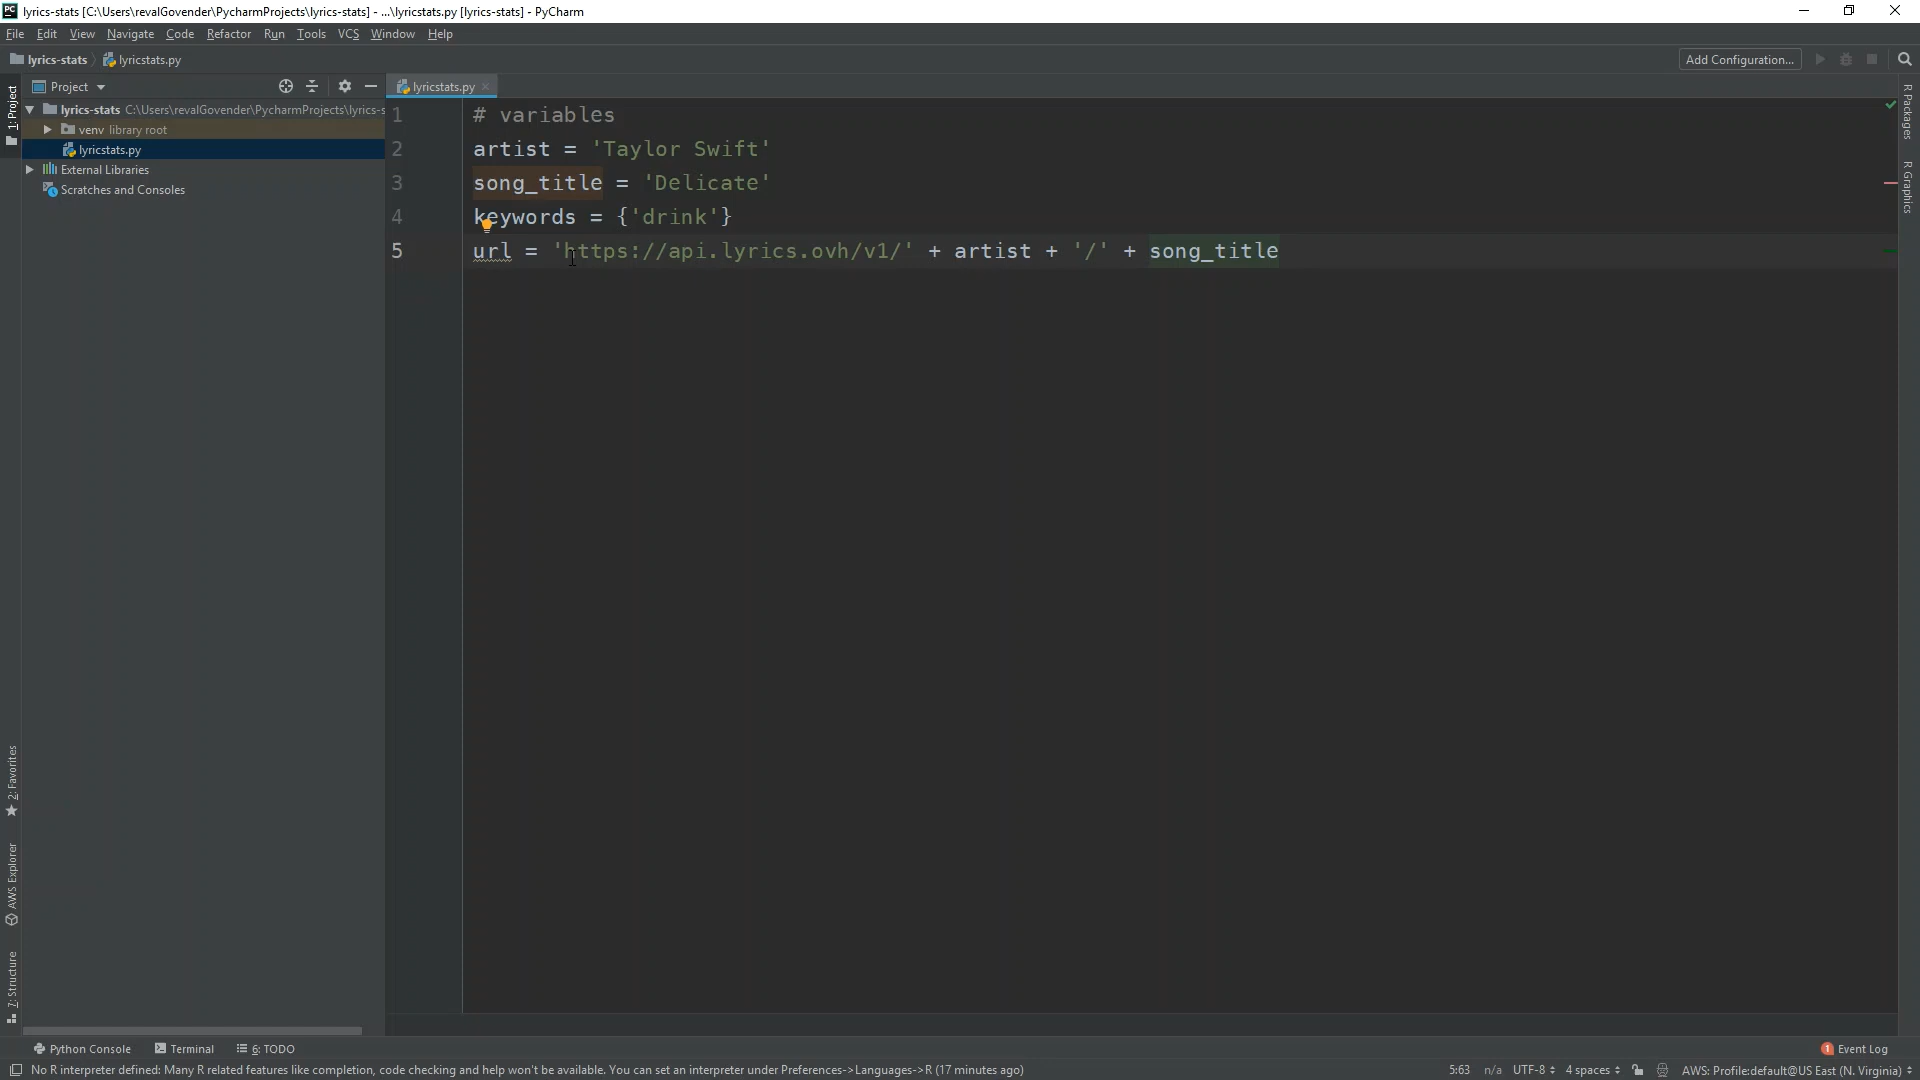 lyrics-stats [C:\Users\revalGovender\PycharmProjects\lyrics-stats] - ...\lyricstats.py [lyrics-stats] - PyCharm
File Edit View Navigate Code Refactor Run Tools VCS Window Help
lyrics-stats lyricstats.py Add Configuration...
Project lyricstats.py
1: Project
lyrics-stats C:\Users\revalGovender\PycharmProjects\lyrics-s
venv library root
lyricstats.py
External Libraries
Scratches and Consoles
1 # variables
2 artist = 'Taylor Swift'
3 song_title = 'Delicate'
4 keywords = {'drink'}
5 url = 'https://api.lyrics.ovh/v1/' + artist + '/' + song_title
R Packages
R Graphics
2: Favorites
AWS Explorer
7: Structure
Python Console Terminal 6: TODO 1 Event Log
No R interpreter defined: Many R related features like completion, code checking and help won't be available. You can set an interpreter under Preferences->Languages->R (17 minutes ago) 5:63 n/a UTF-8 4 spaces AWS: Profile:default@US East (N. Virginia)